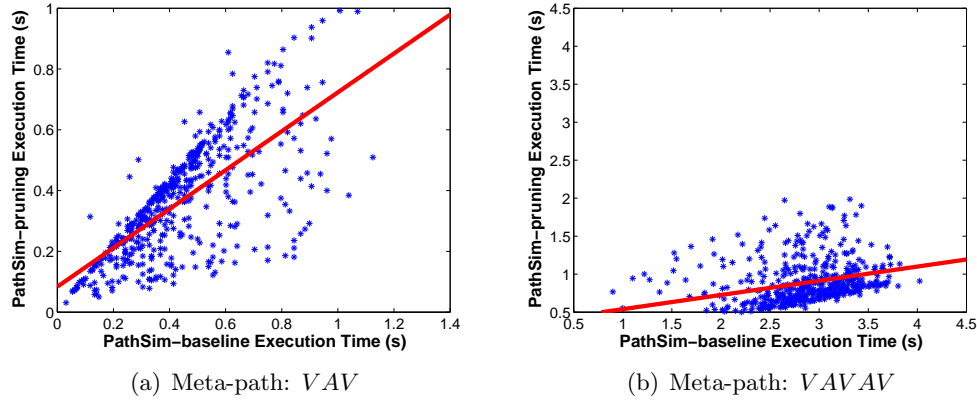 PathSim−pruning Execution Time (s)
1
0.8
0.6
0.4
0.2
0
0 0.2 0.4 0.6 0.8 1 1.2 1.4
PathSim−baseline Execution Time (s)
(a) Meta-path: VAV
PathSim−pruning Execution Time (s)
4.5
4
3.5
3
2.5
2
1.5
1
0.5
0.5 1 1.5 2 2.5 3 3.5 4 4.5
PathSim−baseline Execution Time (s)
(b) Meta-path: VAVAV